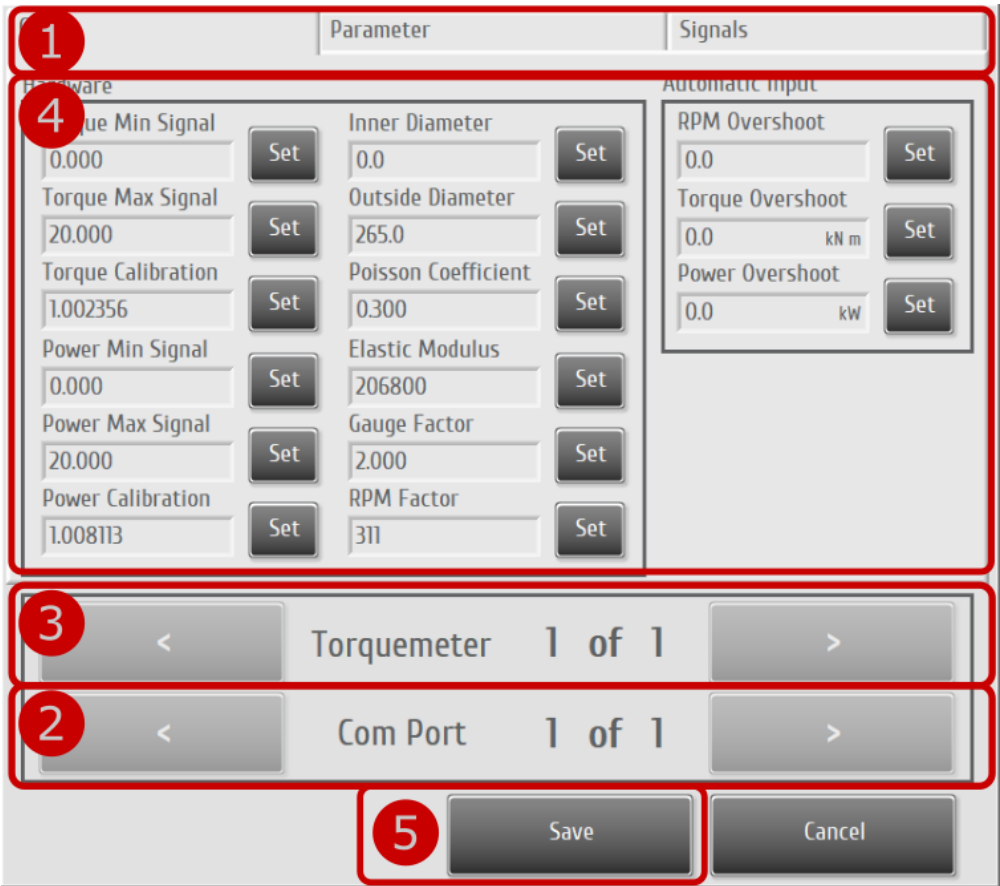 1
Parameter
Signals
4
Hardware
Automatic Input
Min Signal
Inner Diameter
RPM Overshoot
0.000
Set
0.0
Set
0.0
Set
Torque Max Signal
Outside Diameter
Torque Overshoot
20.000
Set
265.0
Set
0.0 kN m
Set
Torque Calibration
Poisson Coefficient
Power Overshoot
1.002356
Set
0.300
Set
0.0 kW
Set
Power Min Signal
Elastic Modulus
0.000
Set
206800
Set
Power Max Signal
Gauge Factor
20.000
Set
2.000
Set
Power Calibration
RPM Factor
1.008113
Set
311
Set
3
<
Torquemeter 1 of 1
>
2
<
Com Port 1 of 1
>
5
Save
Cancel